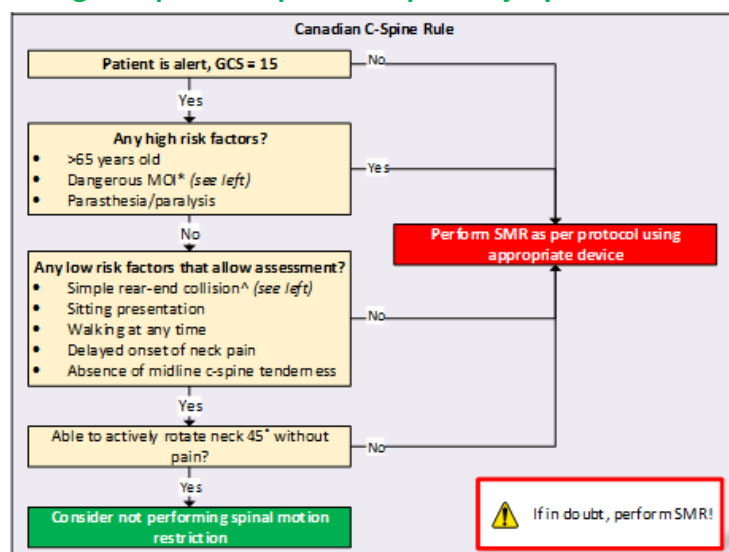 Canadian C-Spine Rule
Patient is alert, GCS = 15
No
Yes
Any high risk factors?
• >65 years old
• Dangerous MOI* (see left)
• Parasthesia/paralysis
Yes
No
Perform SMR as per protocol using
appropriate device
Any low risk factors that allow assessment?
• Simple rear-end collision^ (see left)
• Sitting presentation
• Walking at any time
• Delayed onset of neck pain
• Absence of midline c-spine tenderness
No
Yes
Able to actively rotate neck 45˚ without
pain?
No
Yes
Consider not performing spinal motion
restriction
If in doubt, perform SMR!